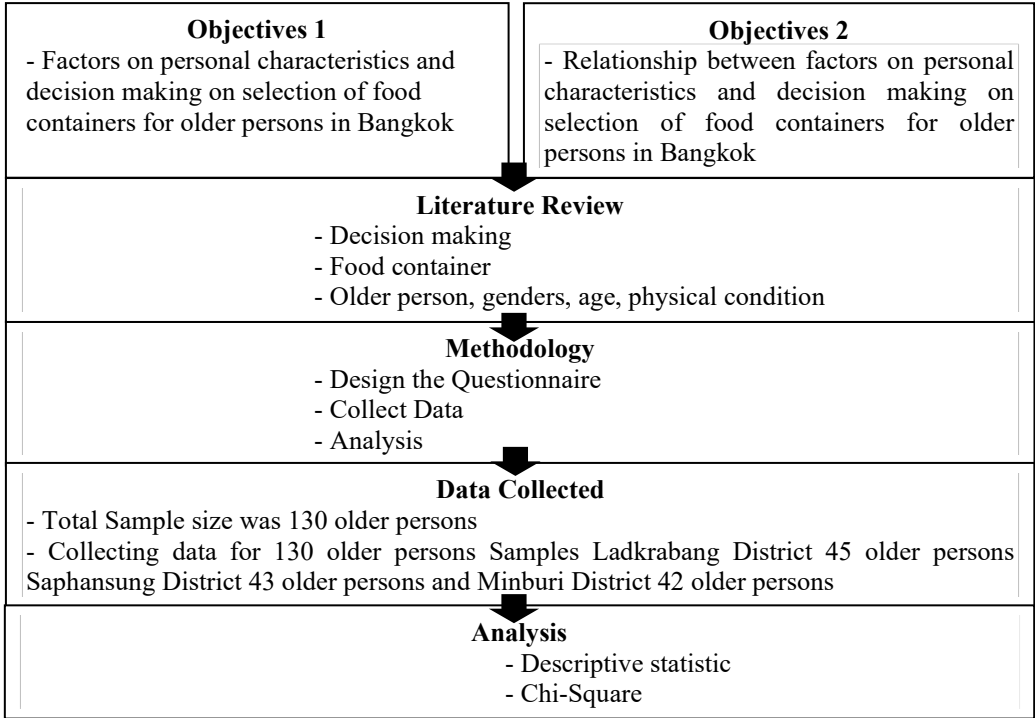 Objectives 1
- Factors on personal characteristics and
decision making on selection of food
containers for older persons in Bangkok
Objectives 2
- Relationship between factors on personal
characteristics and decision making on
selection of food containers for older
persons in Bangkok
Literature Review
- Decision making
- Food container
- Older person, genders, age, physical condition
Methodology
- Design the Questionnaire
- Collect Data
- Analysis
Data Collected
- Total Sample size was 130 older persons
- Collecting data for 130 older persons Samples Ladkrabang District 45 older persons
Saphansung District 43 older persons and Minburi District 42 older persons
Analysis
- Descriptive statistic
- Chi-Square